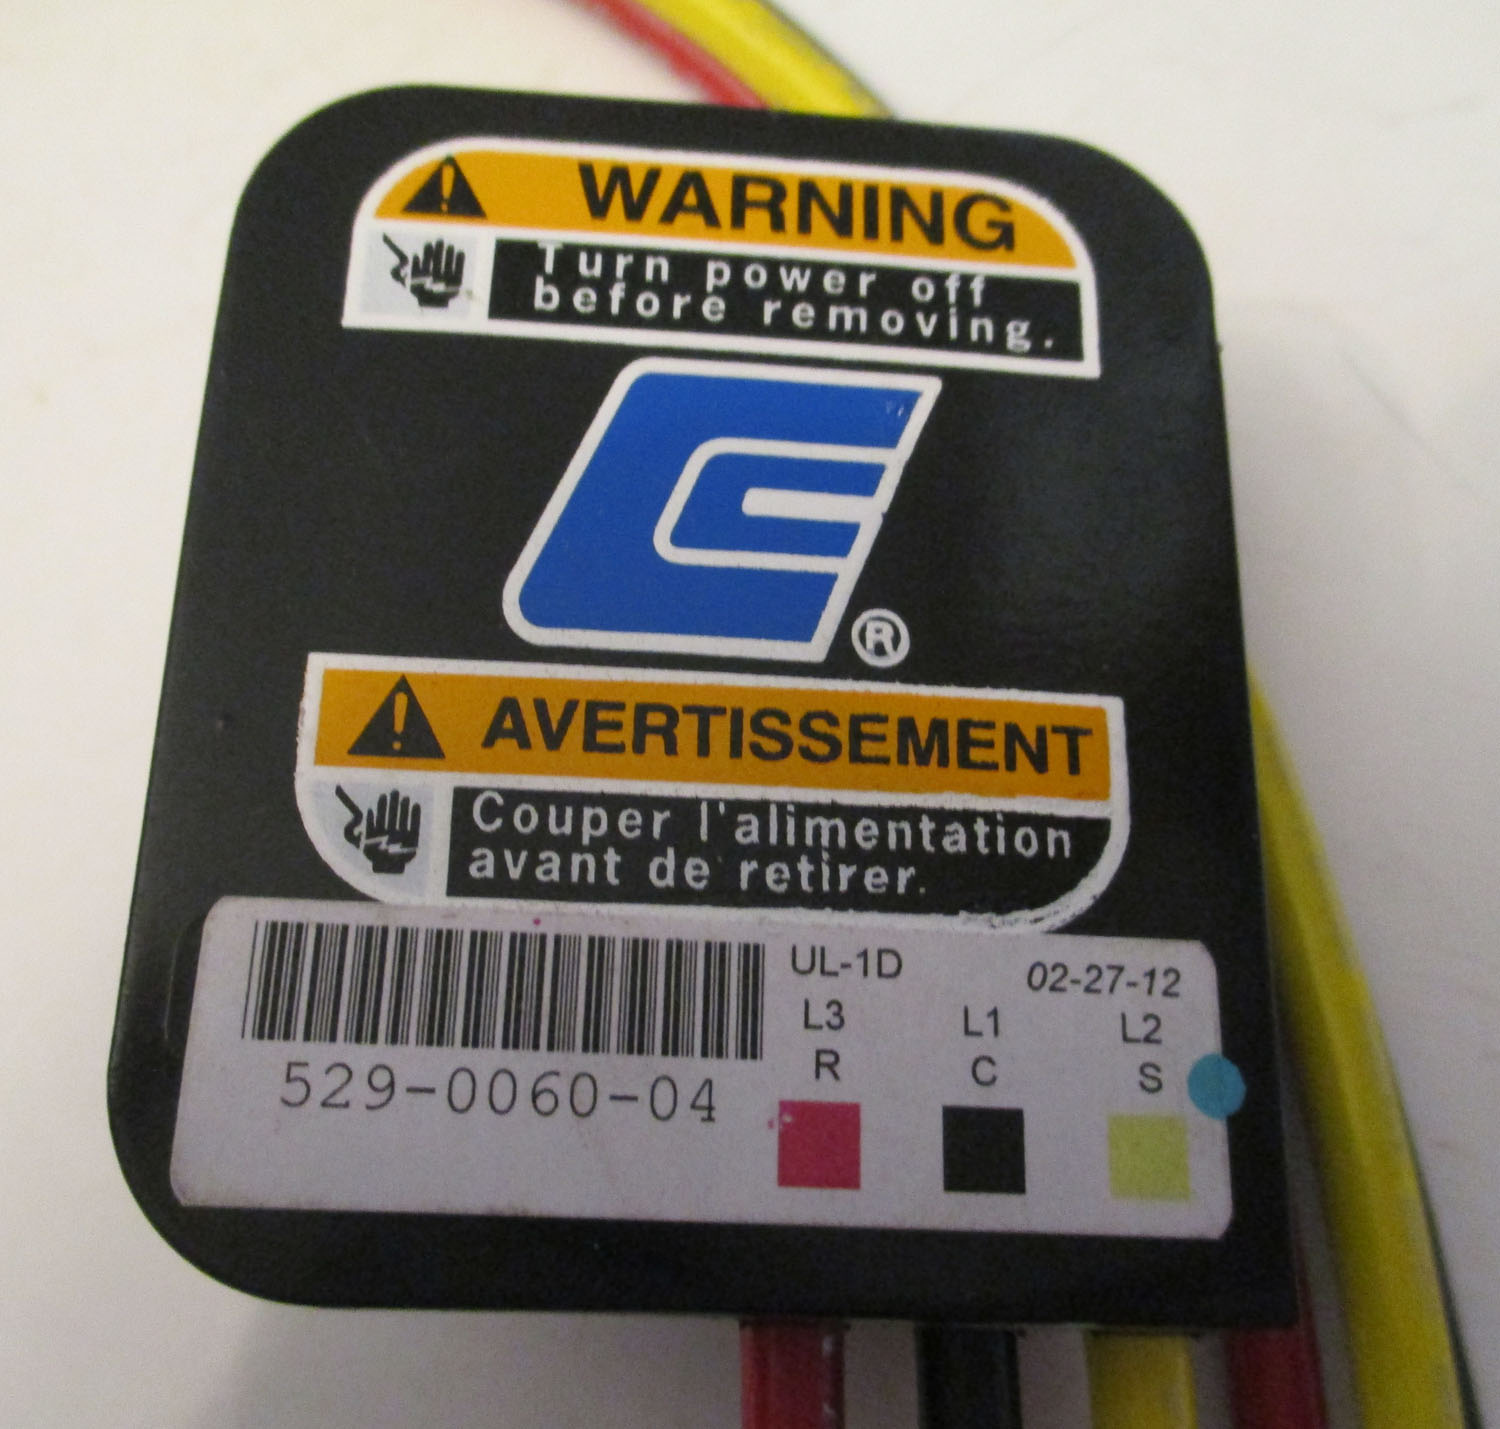 WARNING
Turn power off
before removing.
®
AVERTISSEMENT
Couper l'alimentation
avant de retirer.
529-0060-04
UL-1D 02-27-12
L3 L1 L2
R C S